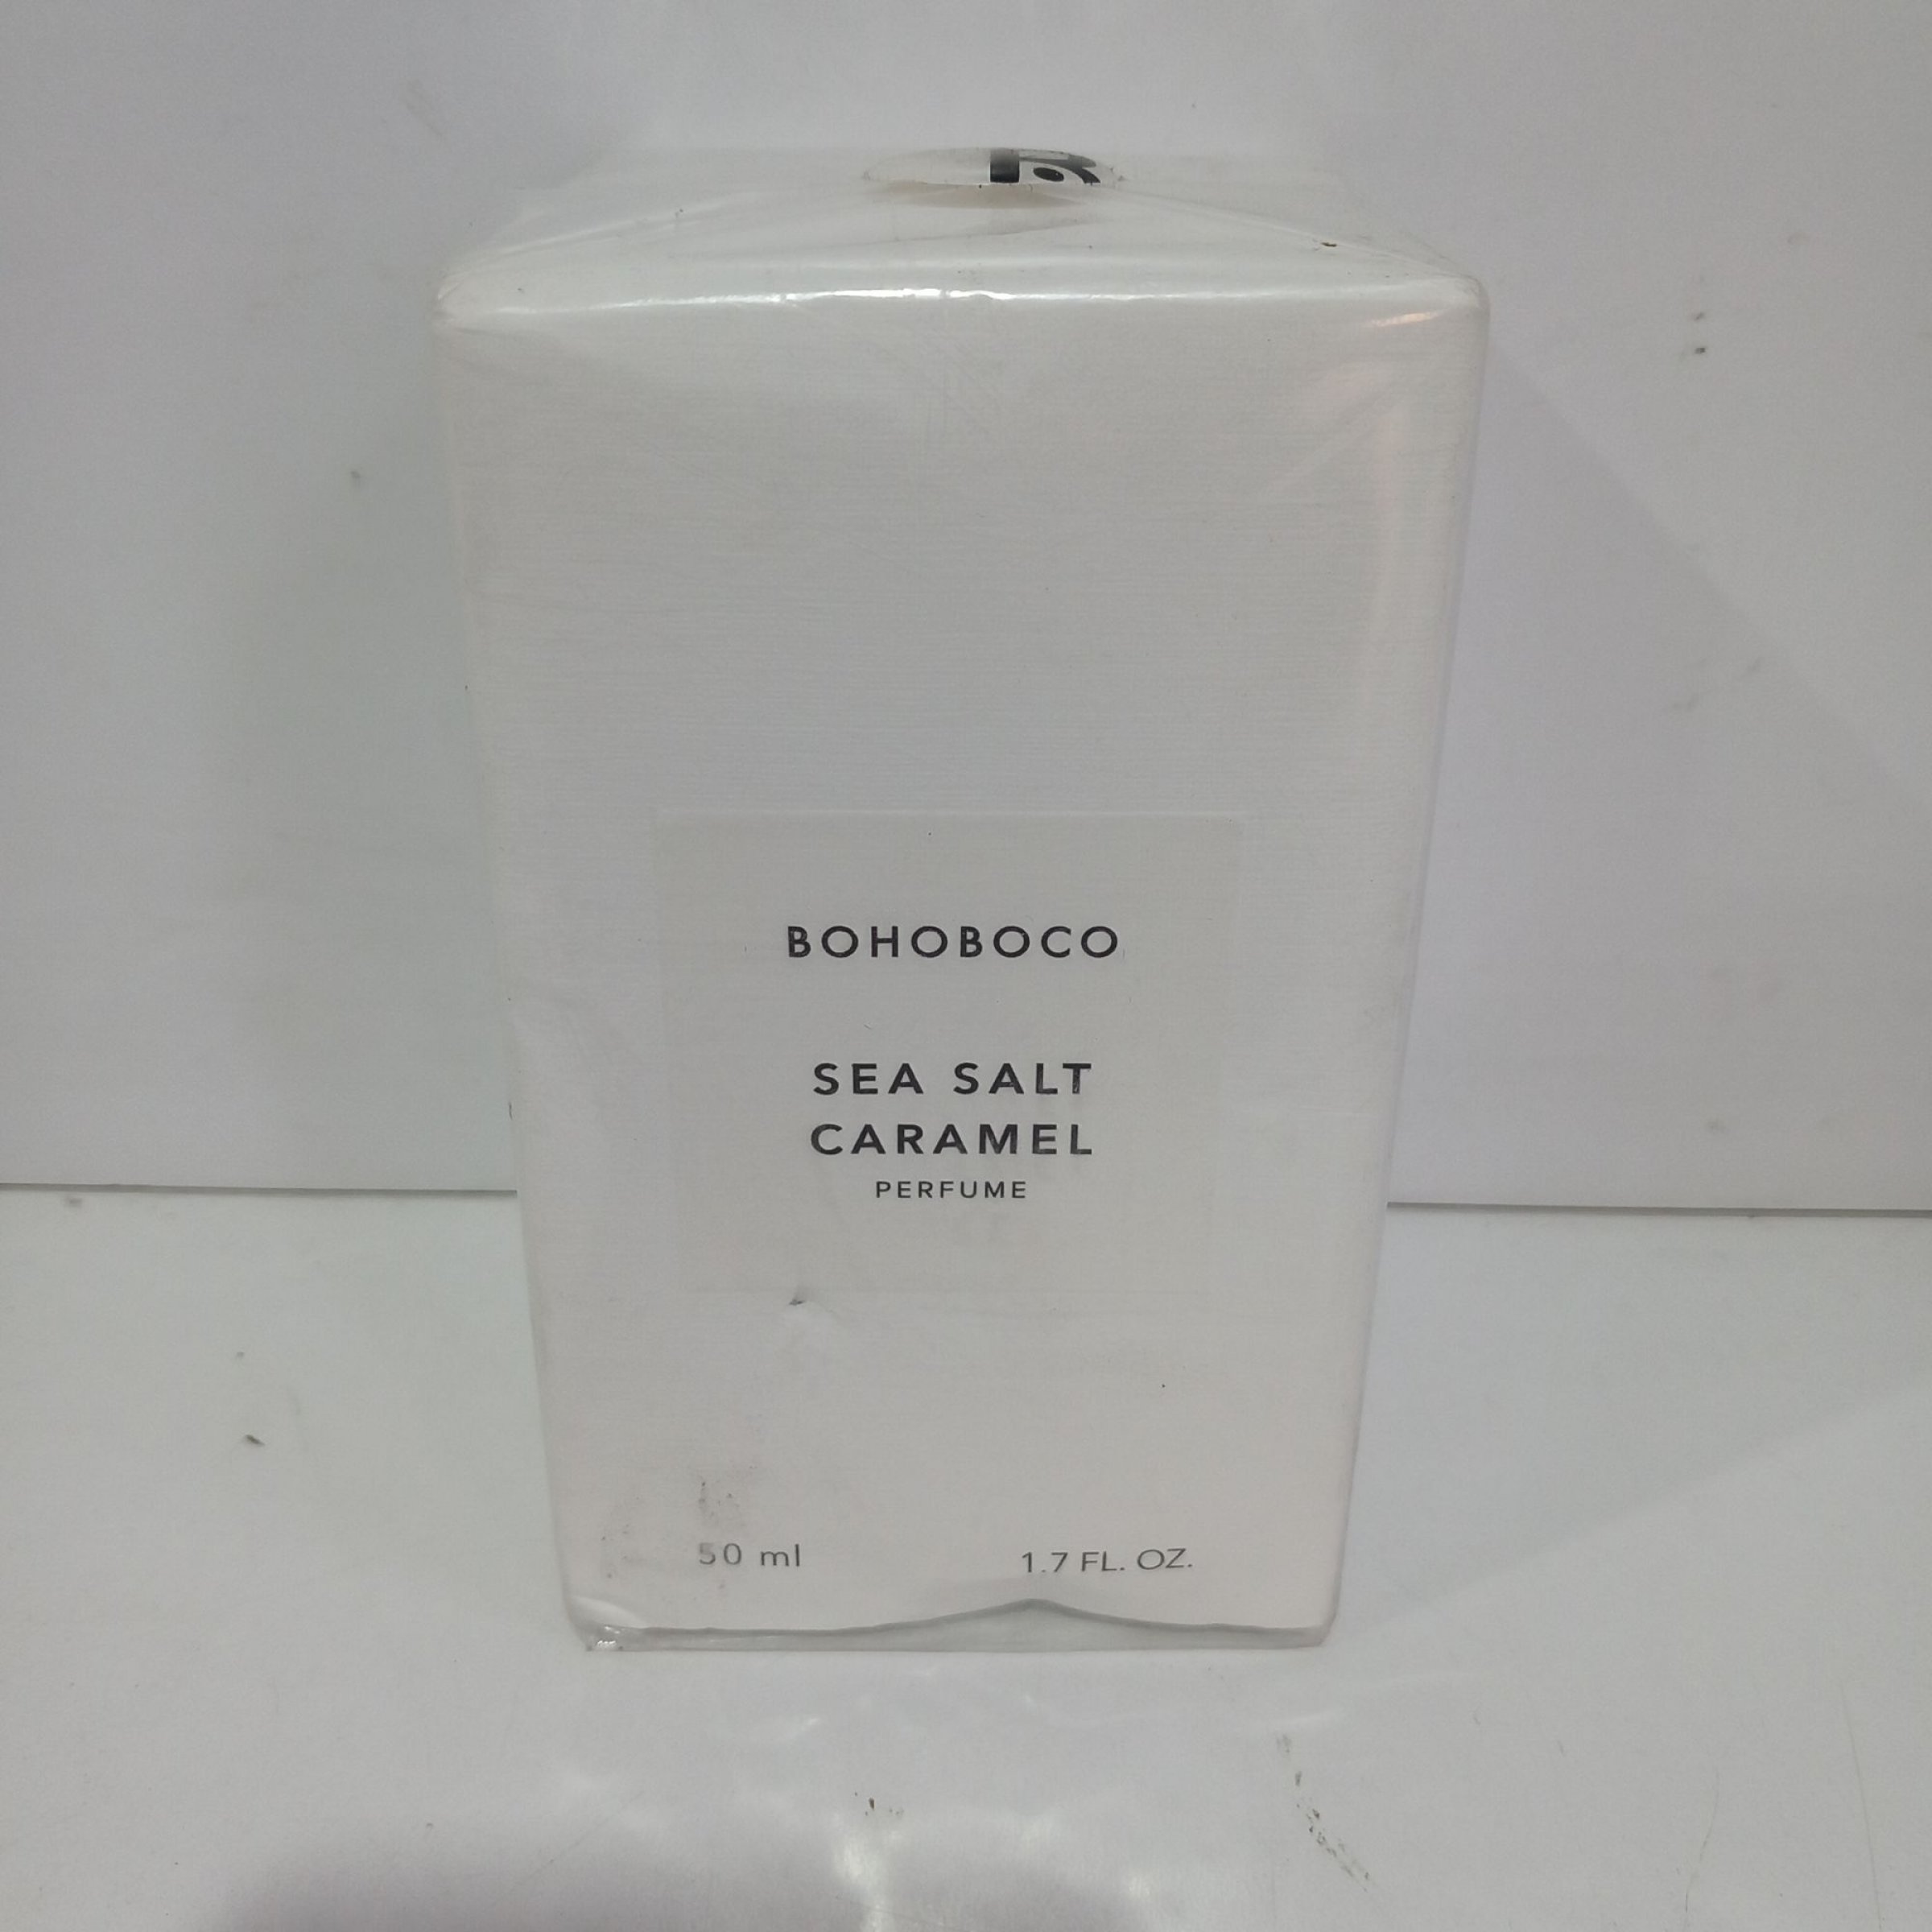 BOHOBOCO
SEA SALT
CARAMEL
PERFUME
50 ml 1.7 FL. OZ.